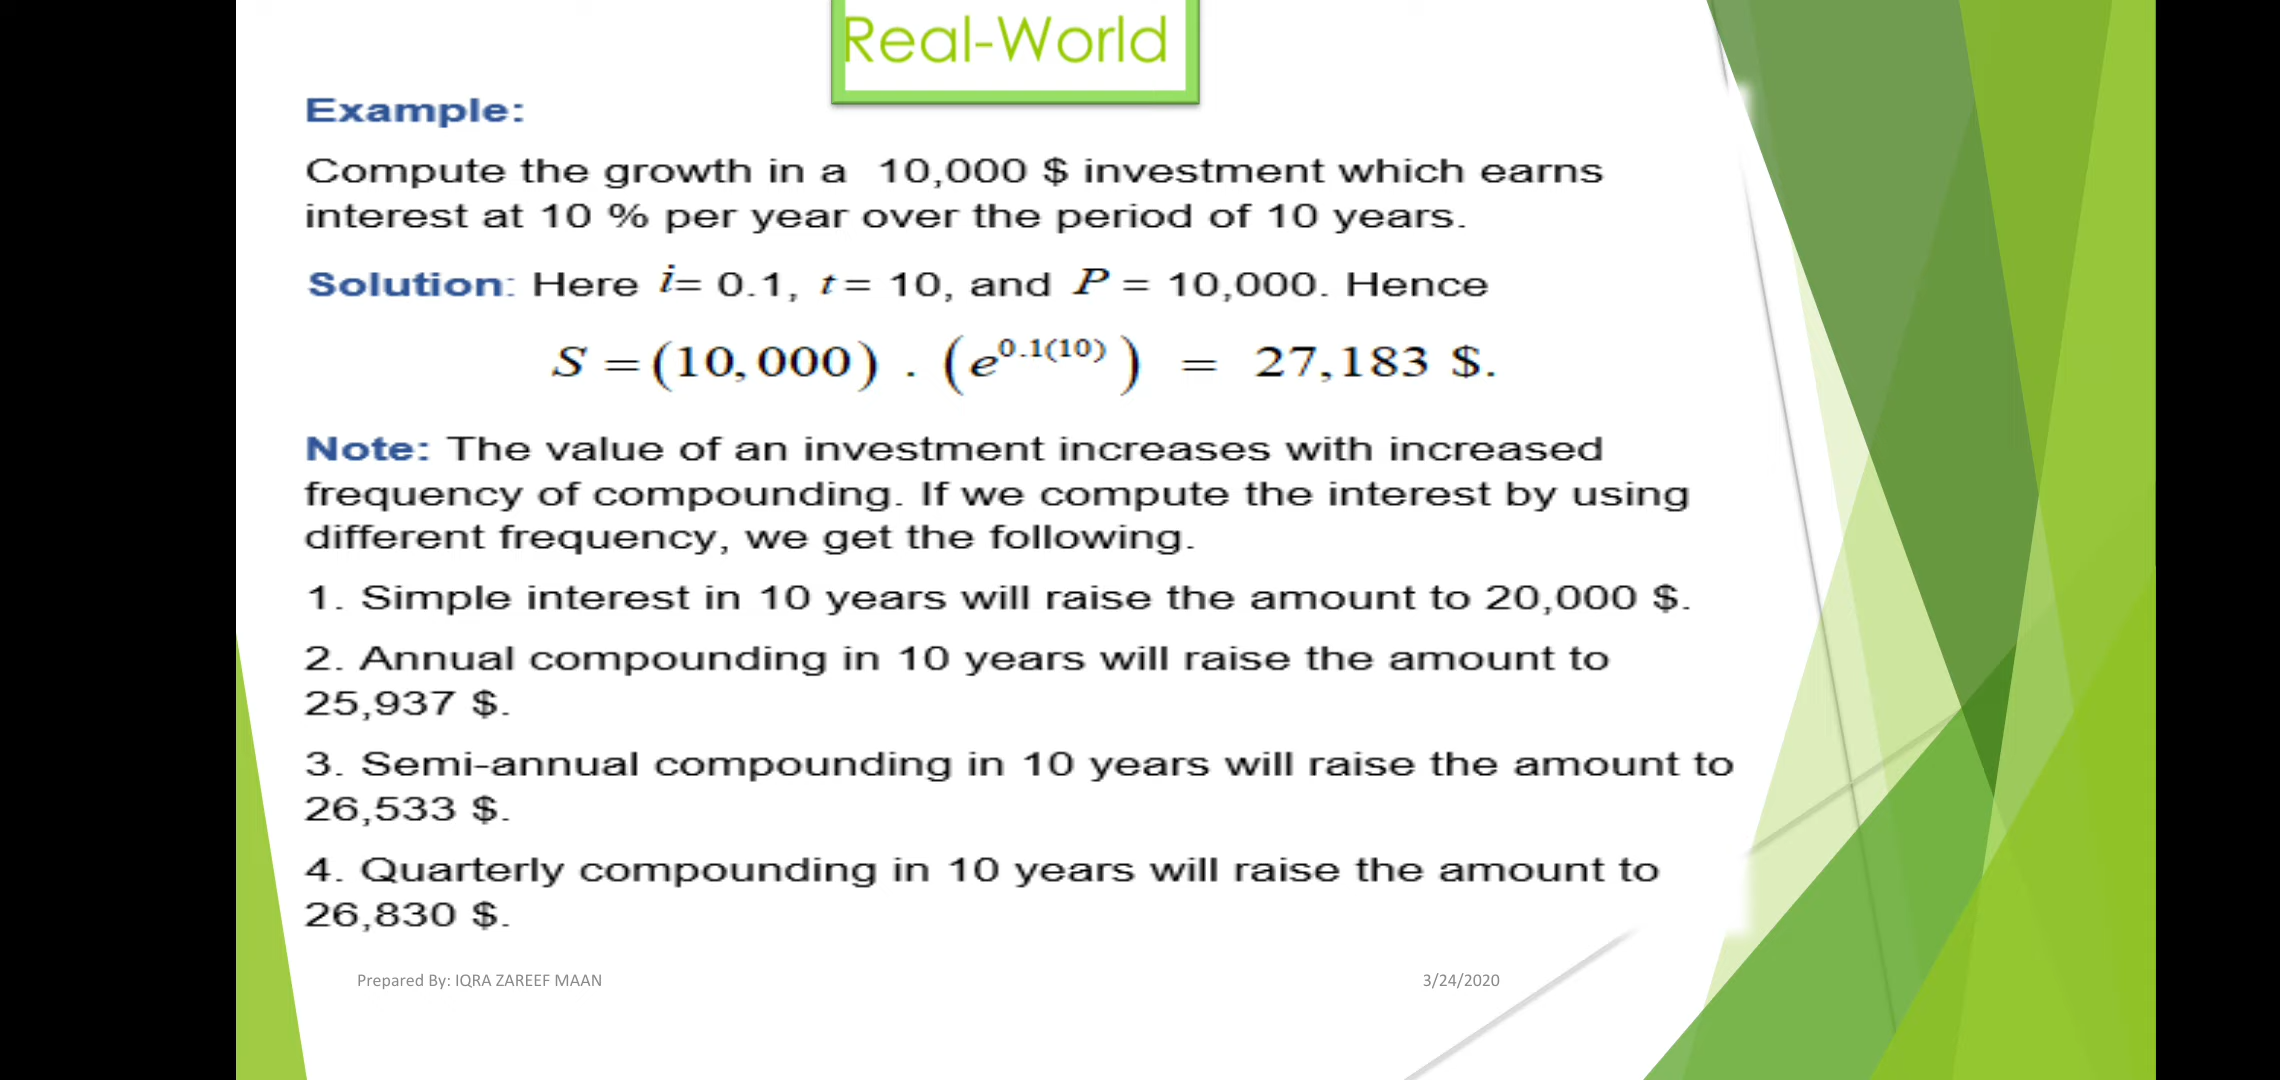 Real-World
Example:
Compute the growth in a 10,000 $ investment which earns
interest at 10 % per year over the period of 10 years.
Solution: Here i= 0.1, t= 10, and P = 10,000. Hence
S = (10,000) . (e^0.1(10)) = 27,183 $.
Note: The value of an investment increases with increased
frequency of compounding. If we compute the interest by using
different frequency, we get the following.
1. Simple interest in 10 years will raise the amount to 20,000 $.
2. Annual compounding in 10 years will raise the amount to
25,937 $.
3. Semi-annual compounding in 10 years will raise the amount to
26,533 $.
4. Quarterly compounding in 10 years will raise the amount to
26,830 $.
Prepared By: IQRA ZAREEF MAAN
3/24/2020